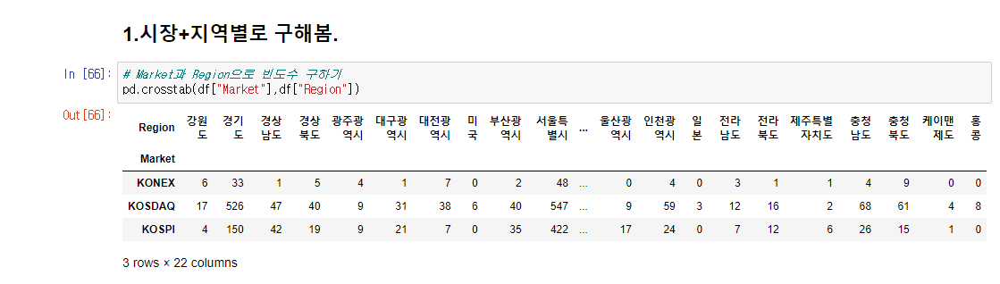 1.시장+지역별로 구해봄.
In [66]:
# Market과 Region으로 빈도수 구하기
pd.crosstab(df["Market"],df["Region"])
Out[66]:
Region 강원도 경기도 경상남도 경상북도 광주광역시 대구광역시 대전광역시 미국 부산광역시 서울특별시 ... 울산광역시 인천광역시 일본 전라남도 전라북도 제주특별자치도 충청남도 충청북도 케이맨제도 홍콩
Market
KONEX 6 33 1 5 4 1 7 0 2 48 ... 0 4 0 3 1 1 4 9 0 0
KOSDAQ 17 526 47 40 9 31 38 6 40 547 ... 9 59 3 12 16 2 68 61 4 8
KOSPI 4 150 42 19 9 21 7 0 35 422 ... 17 24 0 7 12 6 26 15 1 0
3 rows × 22 columns